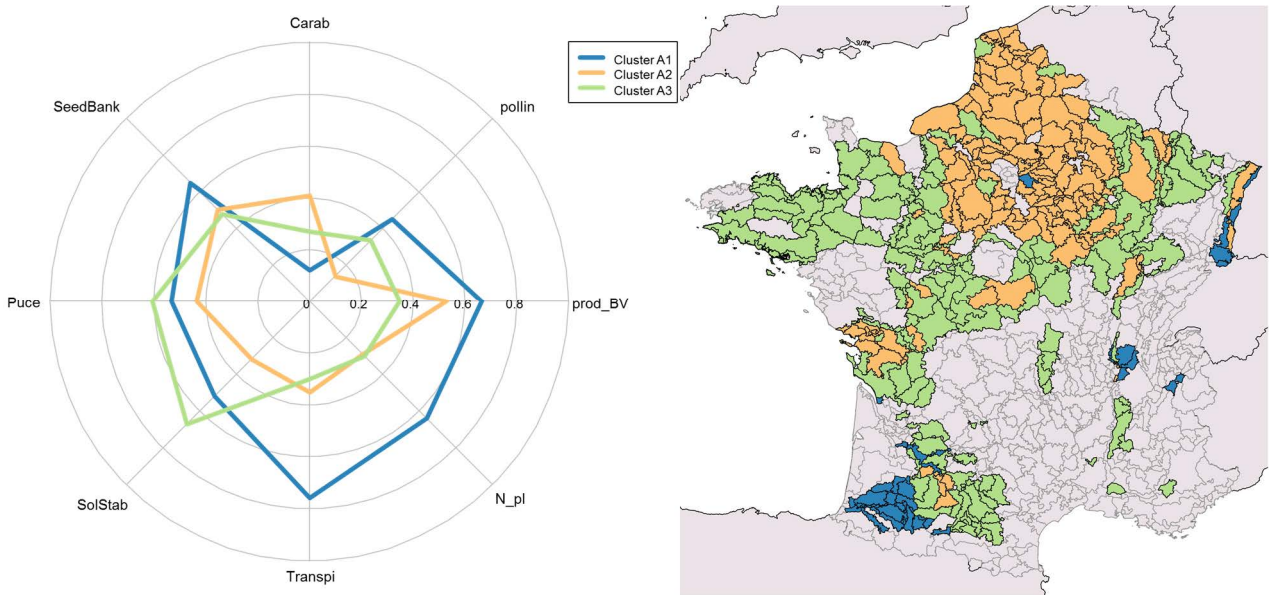 Carab
SeedBank
pollin
Cluster A1
Cluster A2
Cluster A3
Puce
0
0.2
0.4
0.6
0.8
prod_BV
SolStab
N_pl
Transpi